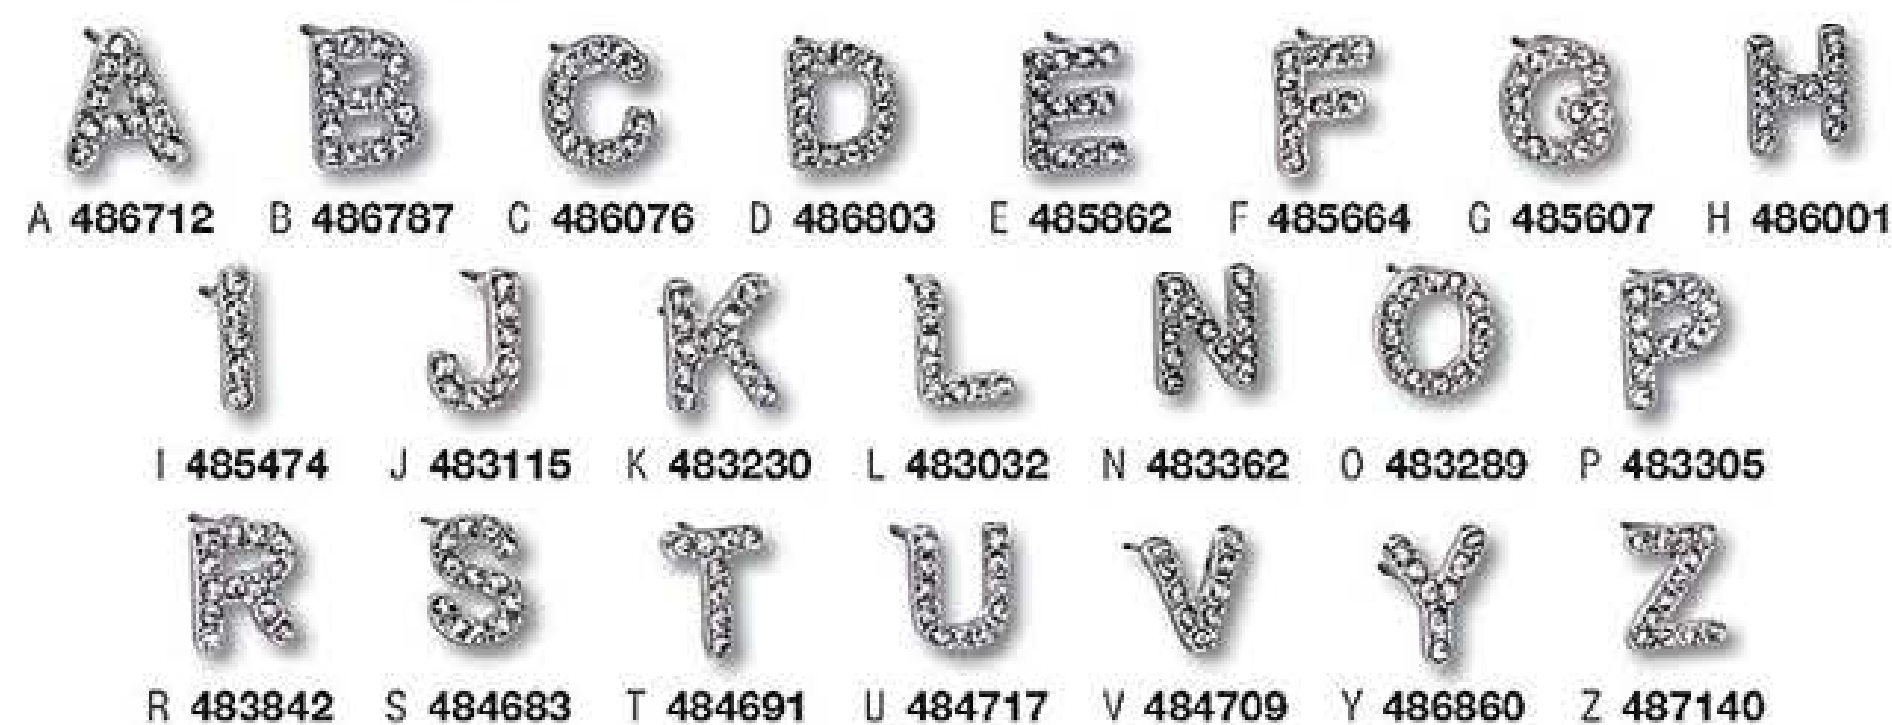 A B C D E F G H
A 486712 B 486787 C 486076 D 486803 E 485862 F 485664 G 485607 H 486001
I J K L N O P
I 485474 J 483115 K 483230 L 483032 N 483362 O 483289 P 483305
R S T U V Y Z
R 483842 S 484683 T 484691 U 484717 V 484709 Y 486860 Z 487140